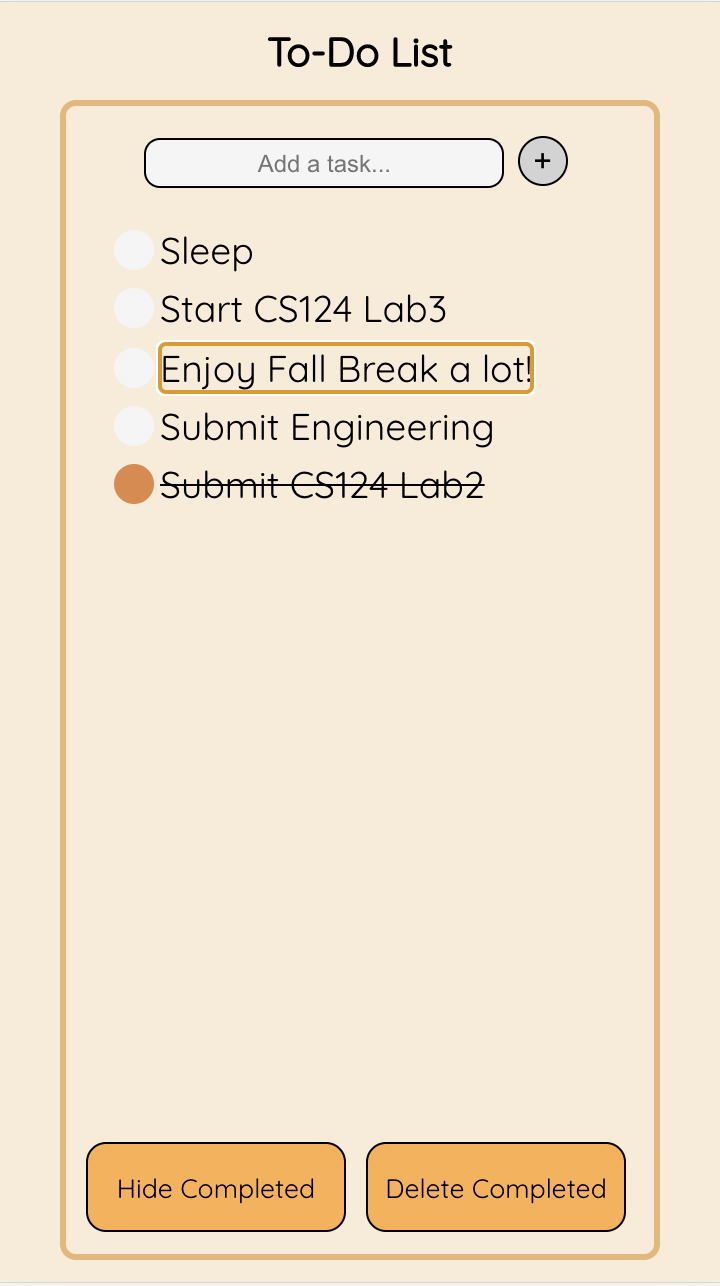 To-Do List
Add a task...
+
Sleep
Start CS124 Lab3
Enjoy Fall Break a lot!
Submit Engineering
Submit CS124 Lab2
Hide Completed
Delete Completed